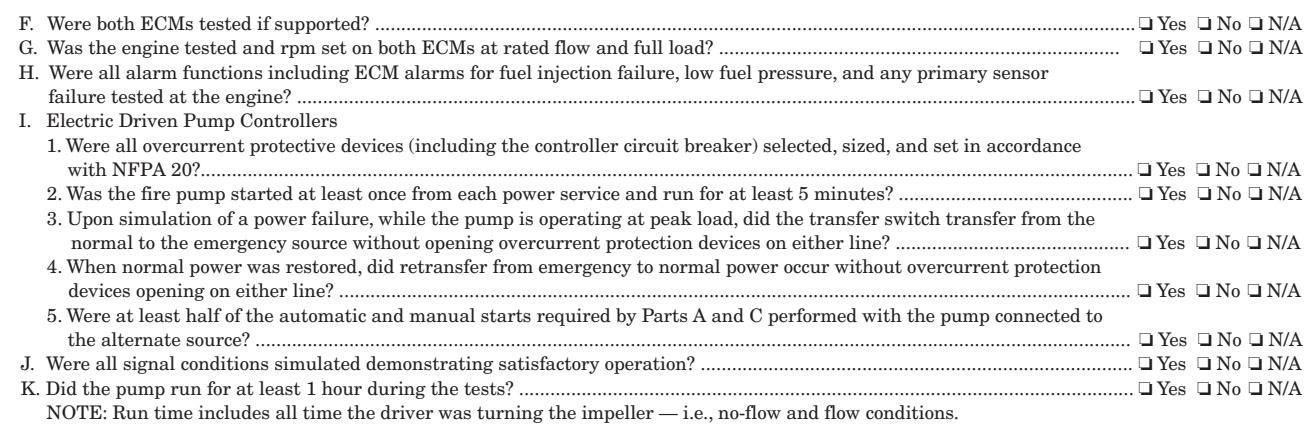 F. Were both ECMs tested if supported? ............ ❏ Yes ❏ No ❏ N/A
G. Was the engine tested and rpm set on both ECMs at rated flow and full load? ............ ❏ Yes ❏ No ❏ N/A
H. Were all alarm functions including ECM alarms for fuel injection failure, low fuel pressure, and any primary sensor
failure tested at the engine? ............ ❏ Yes ❏ No ❏ N/A
I. Electric Driven Pump Controllers
1. Were all overcurrent protective devices (including the controller circuit breaker) selected, sized, and set in accordance
with NFPA 20?............ ❏ Yes ❏ No ❏ N/A
2. Was the fire pump started at least once from each power service and run for at least 5 minutes? ............ ❏ Yes ❏ No ❏ N/A
3. Upon simulation of a power failure, while the pump is operating at peak load, did the transfer switch transfer from the
normal to the emergency source without opening overcurrent protection devices on either line? ............ ❏ Yes ❏ No ❏ N/A
4. When normal power was restored, did retransfer from emergency to normal power occur without overcurrent protection
devices opening on either line? ............ ❏ Yes ❏ No ❏ N/A
5. Were at least half of the automatic and manual starts required by Parts A and C performed with the pump connected to
the alternate source? ............ ❏ Yes ❏ No ❏ N/A
J. Were all signal conditions simulated demonstrating satisfactory operation? ............ ❏ Yes ❏ No ❏ N/A
K. Did the pump run for at least 1 hour during the tests? ............ ❏ Yes ❏ No ❏ N/A
NOTE: Run time includes all time the driver was turning the impeller — i.e., no-flow and flow conditions.